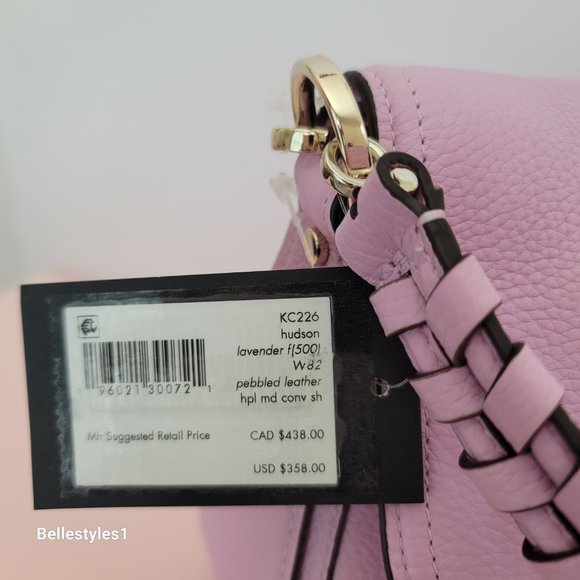 KC226
hudson
lavender f(500)
W82
pebbled leather
hpl md conv sh
1 96021 30072 1
Mfr Suggested Retail Price CAD $438.00
USD $358.00
Bellestyles1